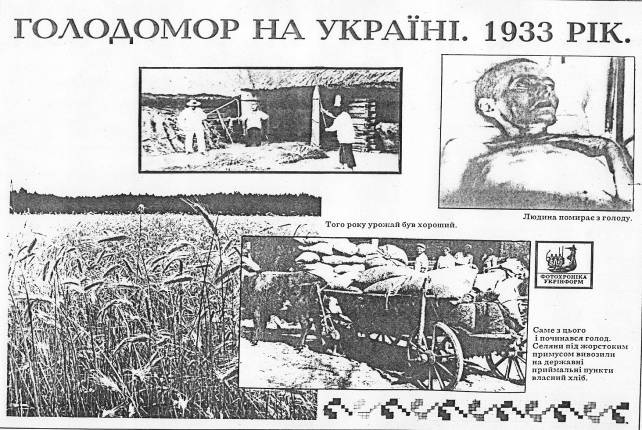 ГОЛОДОМОР НА УКРАЇНІ. 1933 РІК.
Людина помирає з голоду.
Того року урожай був хороший.
ФОТОХРОНІКА
УКРІНФОРМ
Саме з цього
і починався голод.
Селяни під жорстоким
примусом вивозили
на державні
приймальні пункти
власний хліб.